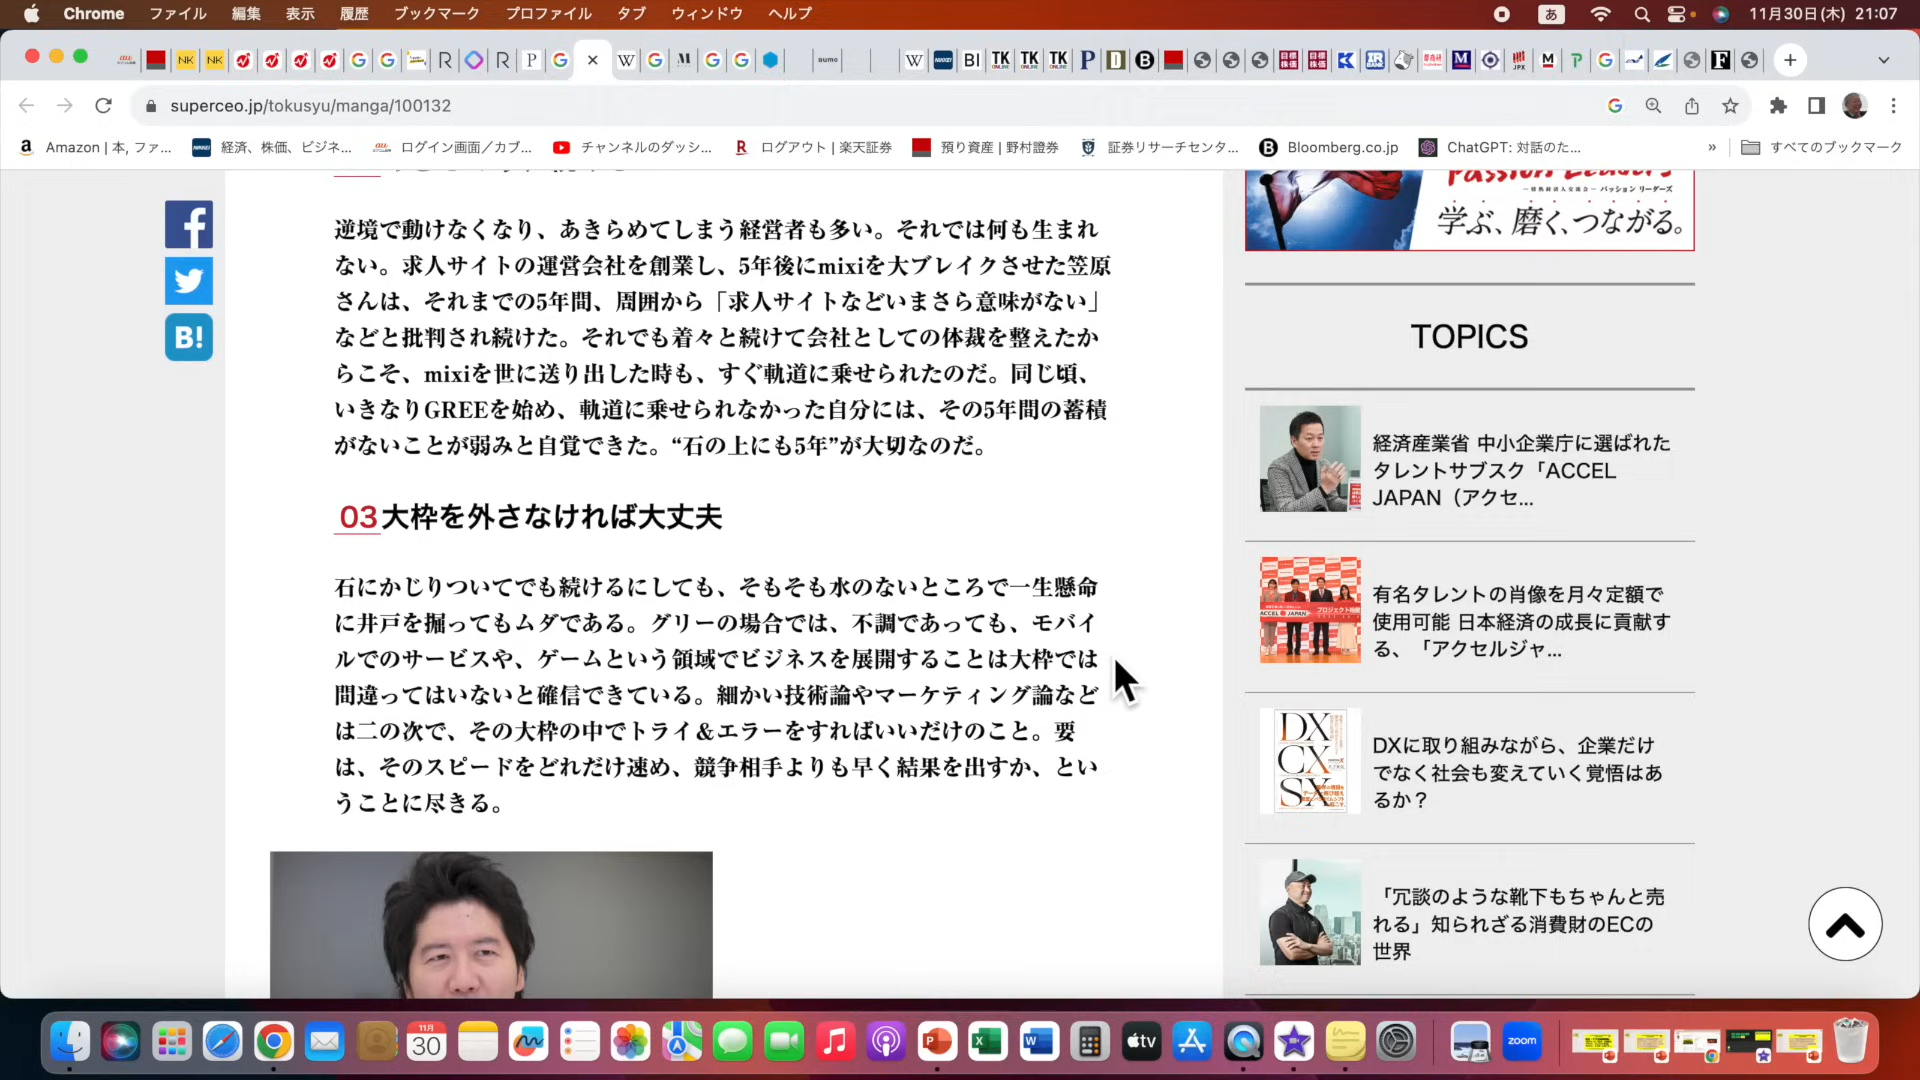 Chrome ファイル 編集 表示 履歴 ブックマーク プロファイル タブ ウィンドウ ヘルプ
あ 11月30日(木) 21:07
superceo.jp/tokusyu/manga/100132
Amazon | 本, ファ...
経済、株価、ビジネ...
ログイン画面／カブ...
チャンネルのダッシ...
ログアウト | 楽天証券
預り資産 | 野村證券
証券リサーチセンタ...
Bloomberg.co.jp
ChatGPT: 対話のた...
»
すべてのブックマーク
B!
逆境で動けなくなり、あきらめてしまう経営者も多い。それでは何も生まれ
ない。求人サイトの運営会社を創業し、5年後にmixiを大ブレイクさせた笠原
さんは、それまでの5年間、周囲から「求人サイトなどいまさら意味がない」
などと批判され続けた。それでも着々と続けて会社としての体裁を整えたか
らこそ、mixiを世に送り出した時も、すぐ軌道に乗せられたのだ。同じ頃、
いきなりGREEを始め、軌道に乗せられなかった自分には、その5年間の蓄積
がないことが弱みと自覚できた。“石の上にも5年”が大切なのだ。
03大枠を外さなければ大丈夫
石にかじりついてでも続けるにしても、そもそも水のないところで一生懸命
に井戸を掘ってもムダである。グリーの場合では、不調であっても、モバイ
ルでのサービスや、ゲームという領域でビジネスを展開することは大枠では
間違ってはいないと確信できている。細かい技術論やマーケティング論など
は二の次で、その大枠の中でトライ＆エラーをすればいいだけのこと。要
は、そのスピードをどれだけ速め、競争相手よりも早く結果を出すか、とい
うことに尽きる。
Passion Leaders
パッション リーダーズ
学ぶ、磨く、つながる。
TOPICS
経済産業省 中小企業庁に選ばれた
タレントサブスク「ACCEL
JAPAN（アクセ...
有名タレントの肖像を月々定額で
使用可能 日本経済の成長に貢献す
る、「アクセルジャ...
DX
CX
SX
DXに取り組みながら、企業だけ
でなく社会も変えていく覚悟はあ
るか？
「冗談のような靴下もちゃんと売
れる」知られざる消費財のECの
世界
11月
30
tv
zoom